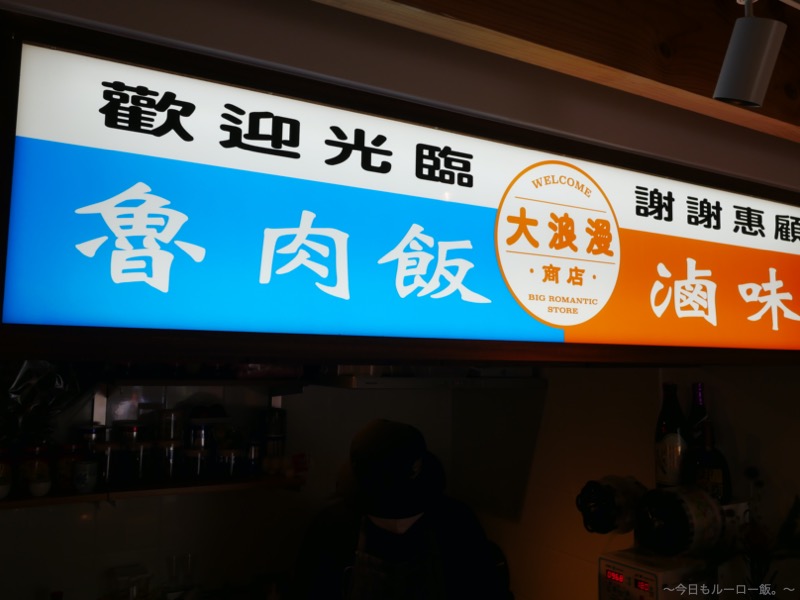 歡迎光臨
魯肉飯
WELCOME
大浪漫
・商店・
BIG ROMANTIC
STORE
謝謝惠顧
滷味
～今日もルーロー飯。～